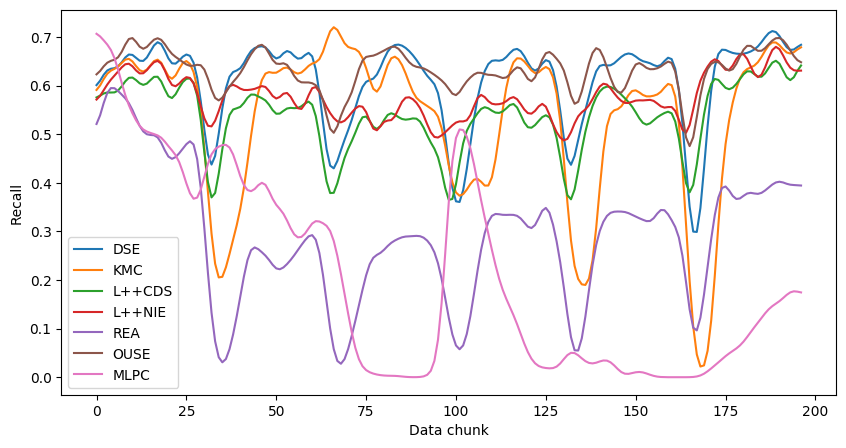 0.7
0.6
0.5
0.4
0.3
0.2
0.1
0.0
Recall
DSE
KMC
L++CDS
L++NIE
REA
OUSE
MLPC
0 25 50 75 100 125 150 175 200
Data chunk